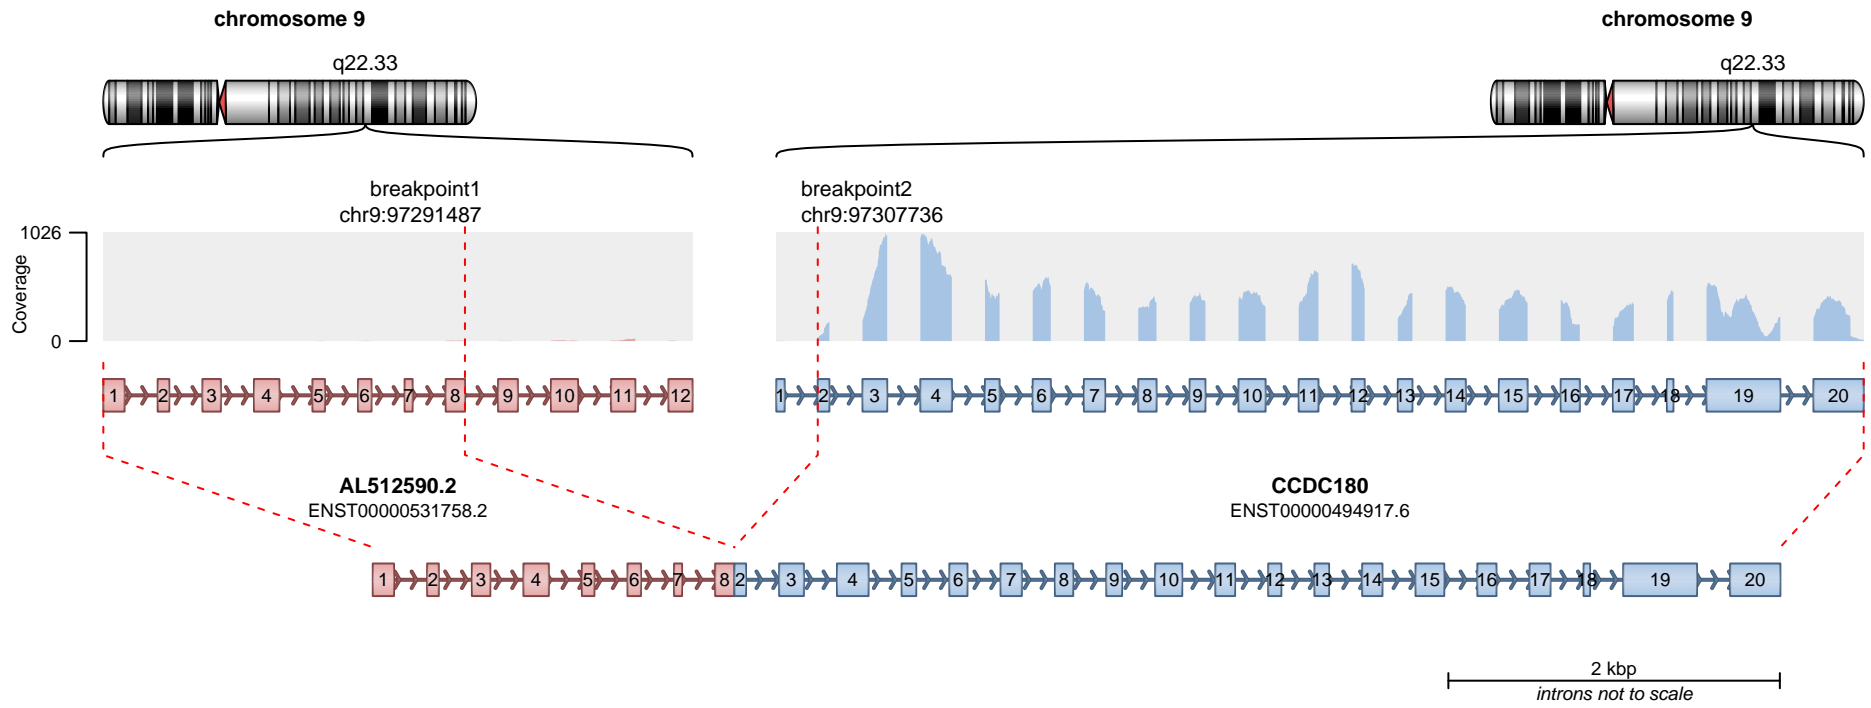 chromosome 9 chromosome 9
q22.33 q22.33
breakpoint1 breakpoint2
chr9:97291487 chr9:97307736
1026
Coverage
0
1 2 3 4 5 6 7 8 9 10 11 12 1 2 3 4 5 6 7 8 9 10 11 12 13 14 15 16 17 18 19 20
AL512590.2 CCDC180
ENST00000531758.2 ENST00000494917.6
1 2 3 4 5 6 7 8 2 3 4 5 6 7 8 9 10 11 12 13 14 15 16 17 18 19 20
2 kbp
introns not to scale